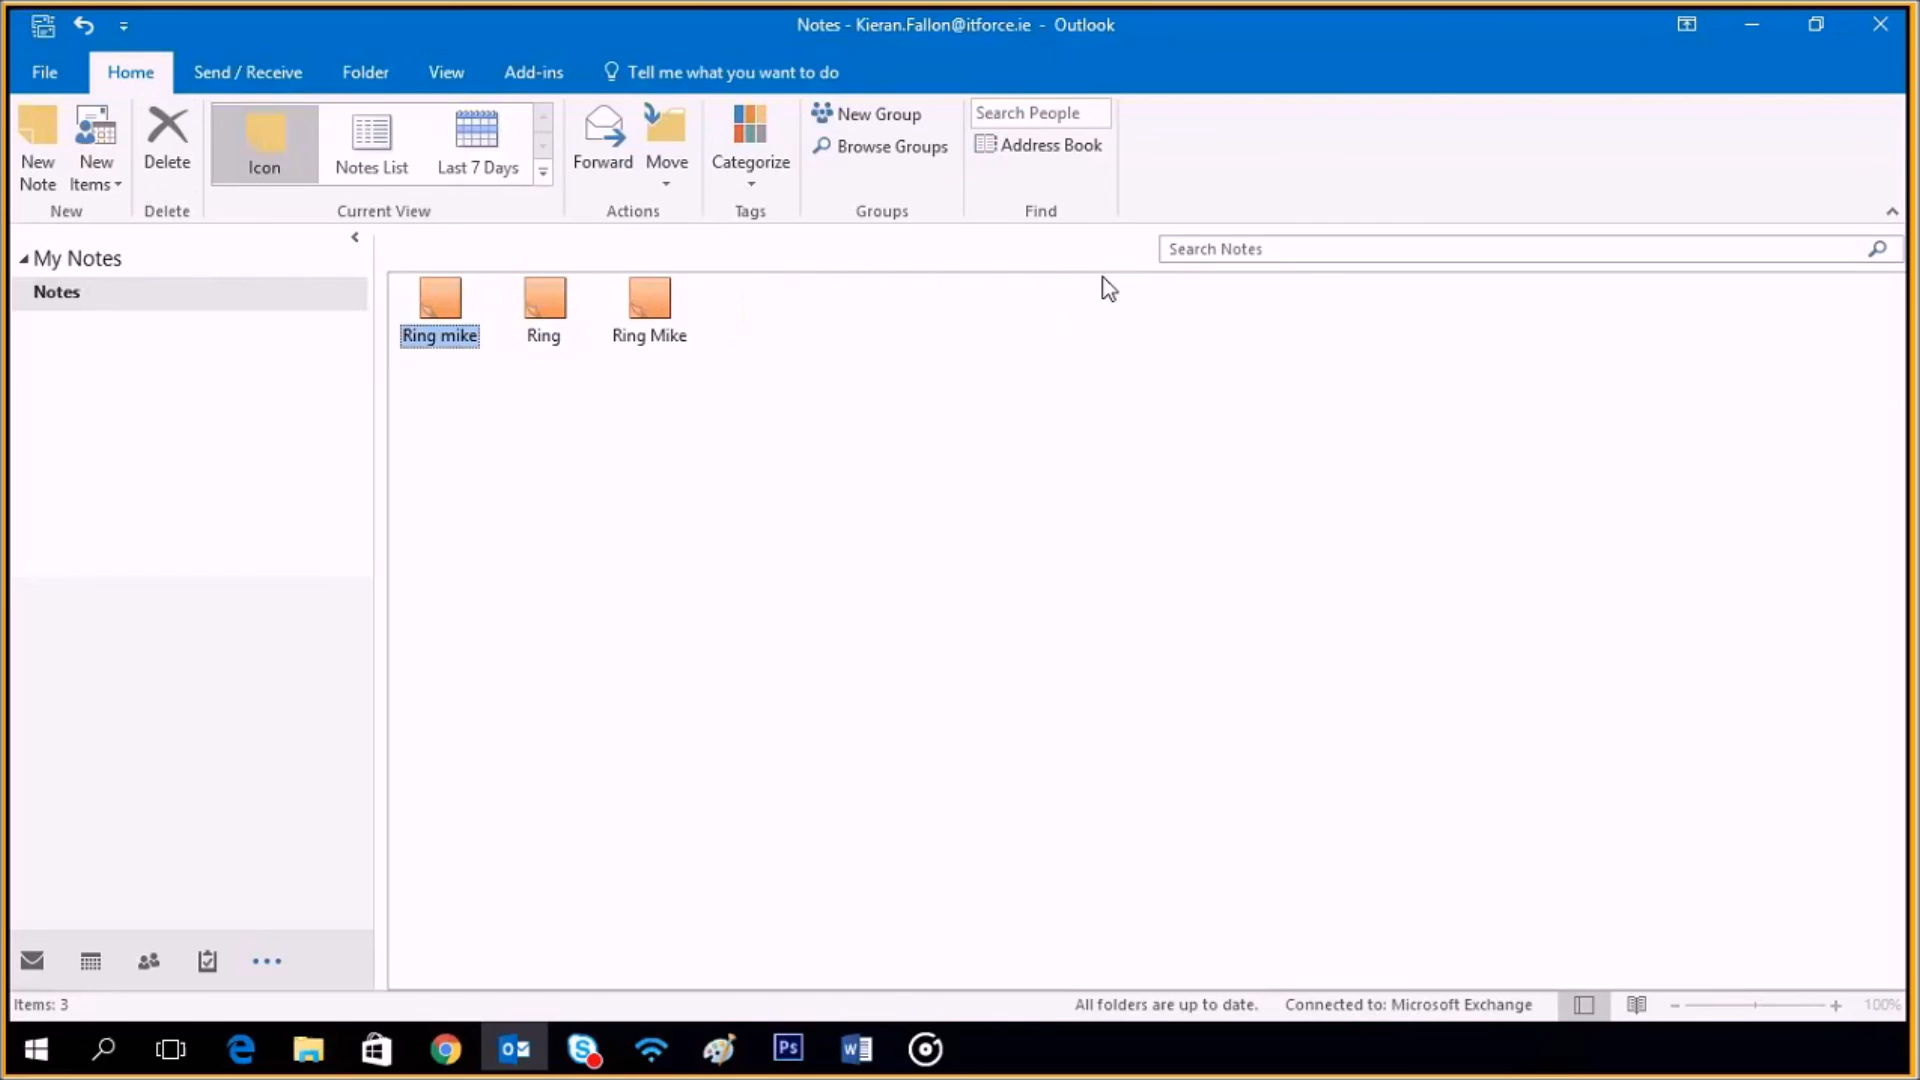 Notes - Kieran.Fallon@itforce.ie - Outlook
File Home Send / Receive Folder View Add-ins Tell me what you want to do
New Note
New Items
Delete
Icon
Notes List
Last 7 Days
Forward
Move
Categorize
New Group
Browse Groups
Search People
Address Book
New Delete Current View Actions Tags Groups Find
My Notes
Notes
Search Notes
Ring mike
Ring
Ring Mike
Items: 3
All folders are up to date.
Connected to: Microsoft Exchange
100%
Ps